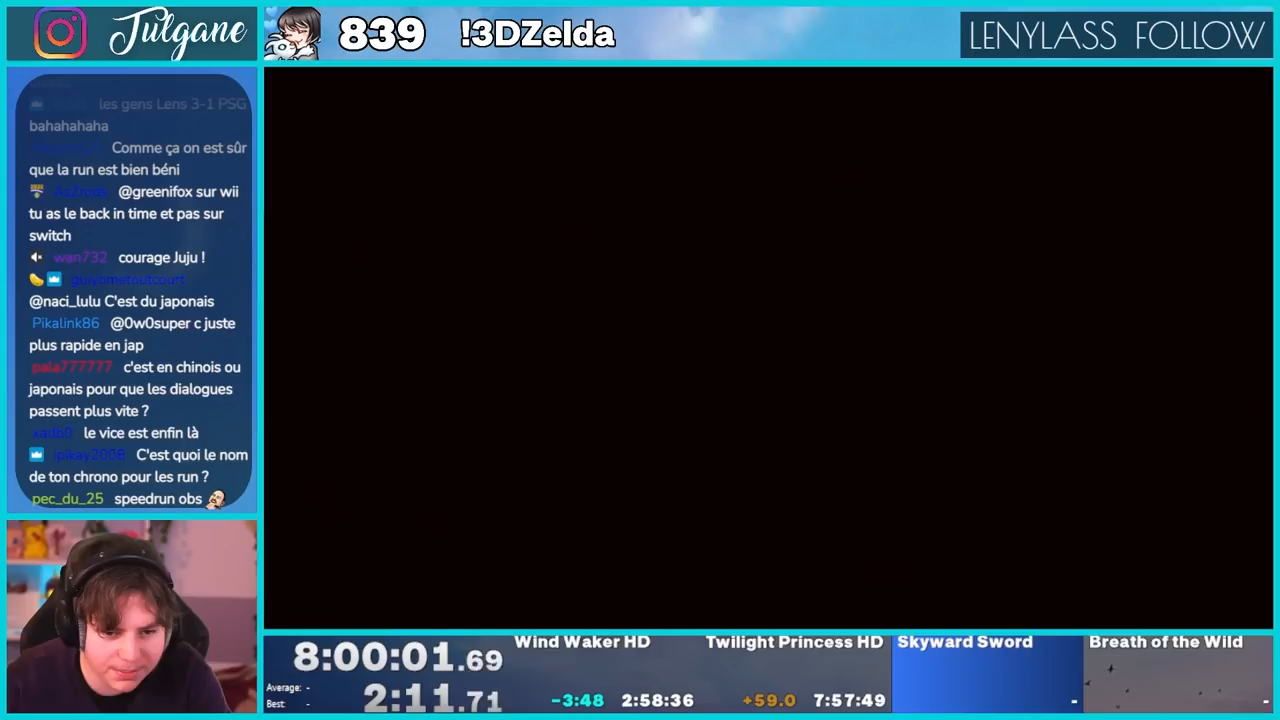 Julgane
839 !3DZelda
LENYLASS FOLLOW
les gens Lens 3-1 PSG
bahahahaha
Comme ça on est sûr
que la run est bien béni
@greenifox sur wii
tu as le back in time et pas sur
switch
wan732 courage Juju !
guiyometoutcourt
@naci_lulu C'est du japonais
Pikalink86 @0w0super c juste
plus rapide en jap
pala777777 c'est en chinois ou
japonais pour que les dialogues
passent plus vite ?
le vice est enfin là
ipikay2008 C'est quoi le nom
de ton chrono pour les run ?
pec_du_25 speedrun obs
8:00:01.69
Average: -
Best: -
2:11.71
Wind Waker HD
-3:48 2:58:36
Twilight Princess HD
+59.0 7:57:49
Skyward Sword
-
Breath of the Wild
-